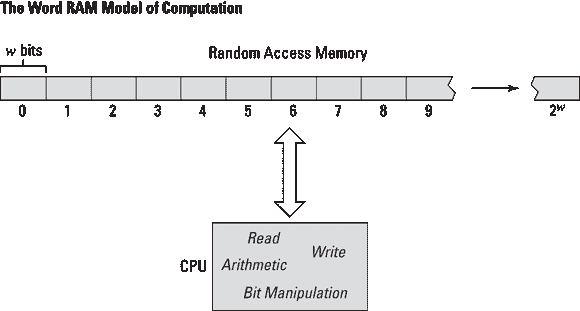 The Word RAM Model of Computation
w bits
Random Access Memory
0 1 2 3 4 5 6 7 8 9 2ʷ
CPU
Read
Write
Arithmetic
Bit Manipulation